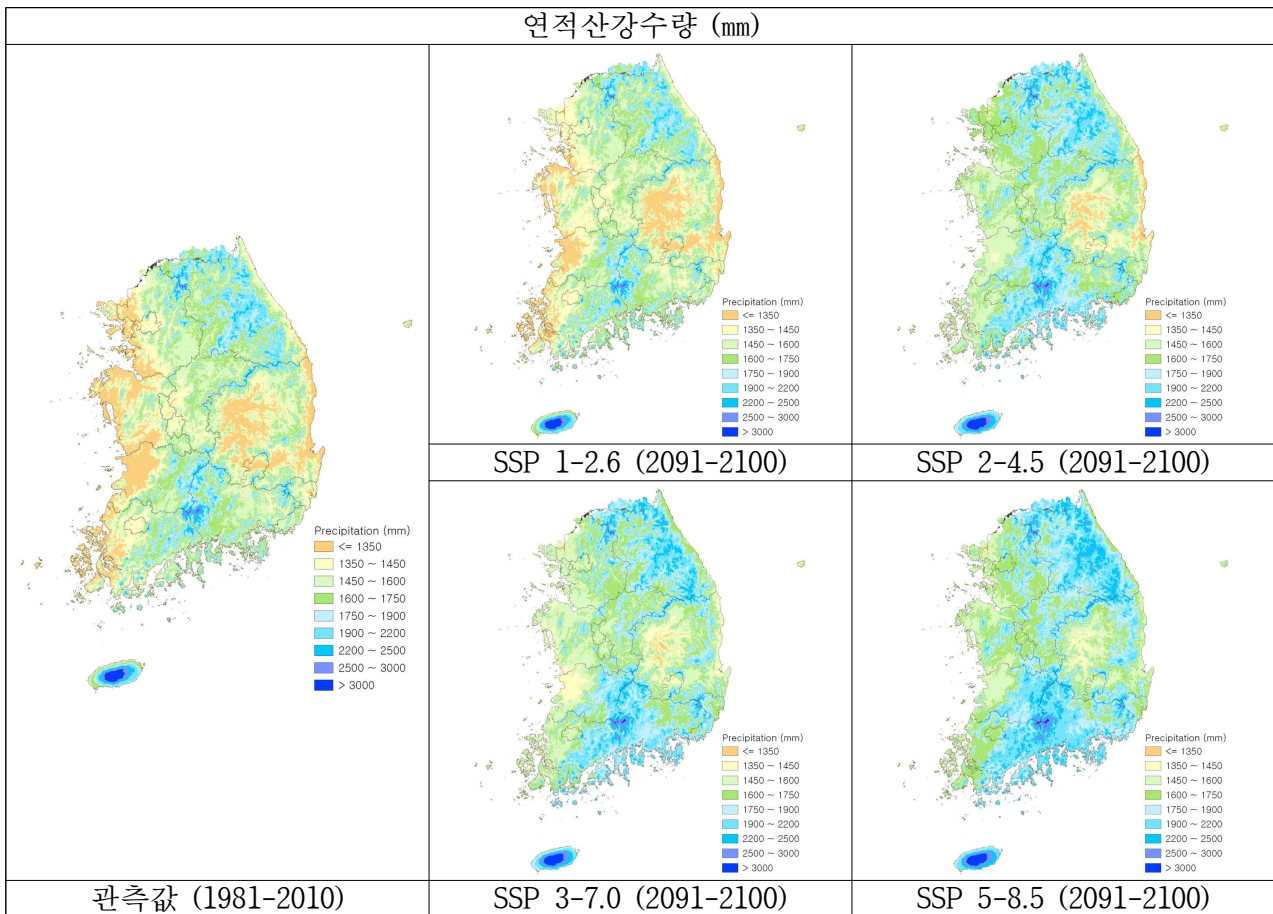 연적산강수량 (mm)
Precipitation (mm)
<= 1350
1350 ~ 1450
1450 ~ 1600
1600 ~ 1750
1750 ~ 1900
1900 ~ 2200
2200 ~ 2500
2500 ~ 3000
> 3000
관측값 (1981-2010)
Precipitation (mm)
<= 1350
1350 ~ 1450
1450 ~ 1600
1600 ~ 1750
1750 ~ 1900
1900 ~ 2200
2200 ~ 2500
2500 ~ 3000
> 3000
SSP 1-2.6 (2091-2100)
Precipitation (mm)
<= 1350
1350 ~ 1450
1450 ~ 1600
1600 ~ 1750
1750 ~ 1900
1900 ~ 2200
2200 ~ 2500
2500 ~ 3000
> 3000
SSP 2-4.5 (2091-2100)
Precipitation (mm)
<= 1350
1350 ~ 1450
1450 ~ 1600
1600 ~ 1750
1750 ~ 1900
1900 ~ 2200
2200 ~ 2500
2500 ~ 3000
> 3000
SSP 3-7.0 (2091-2100)
Precipitation (mm)
<= 1350
1350 ~ 1450
1450 ~ 1600
1600 ~ 1750
1750 ~ 1900
1900 ~ 2200
2200 ~ 2500
2500 ~ 3000
> 3000
SSP 5-8.5 (2091-2100)